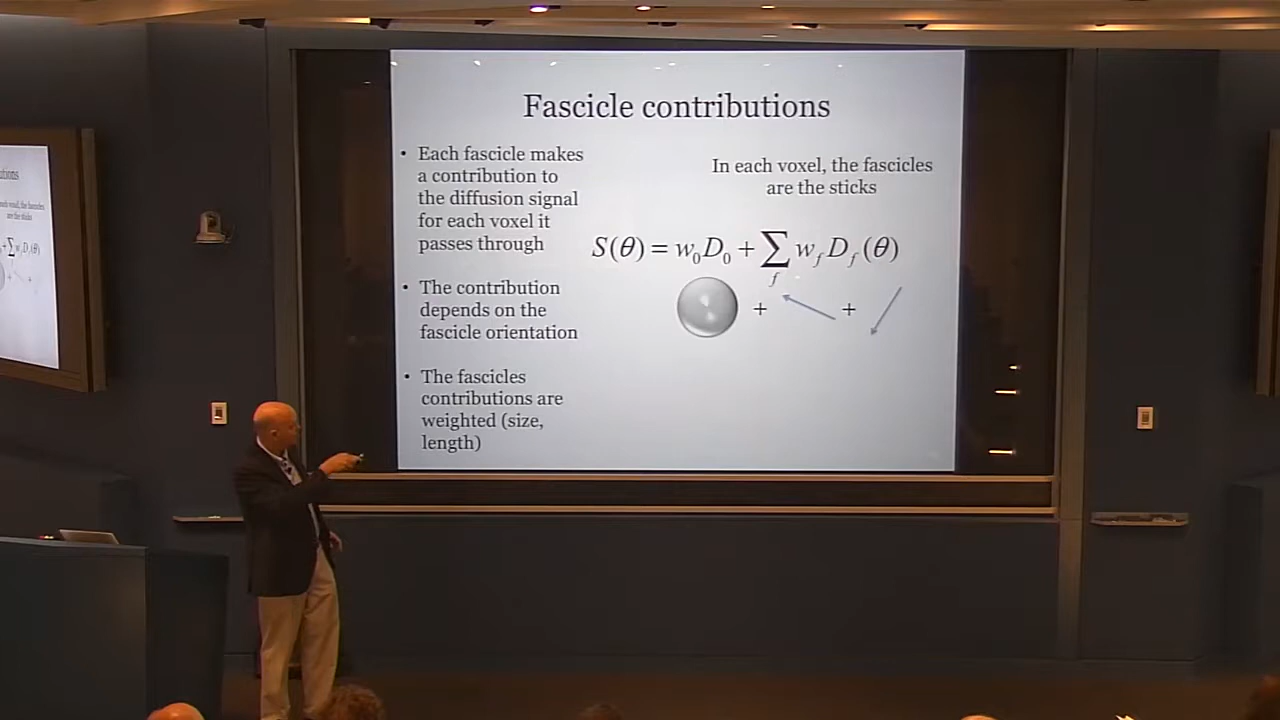 Fascicle contributions
• Each fascicle makes
a contribution to
the diffusion signal
for each voxel it
passes through
• The contribution
depends on the
fascicle orientation
• The fascicles
contributions are
weighted (size,
length)
In each voxel, the fascicles
are the sticks
S(θ) = w₀D₀ + ∑ w_f D_f (θ)
f
+ +